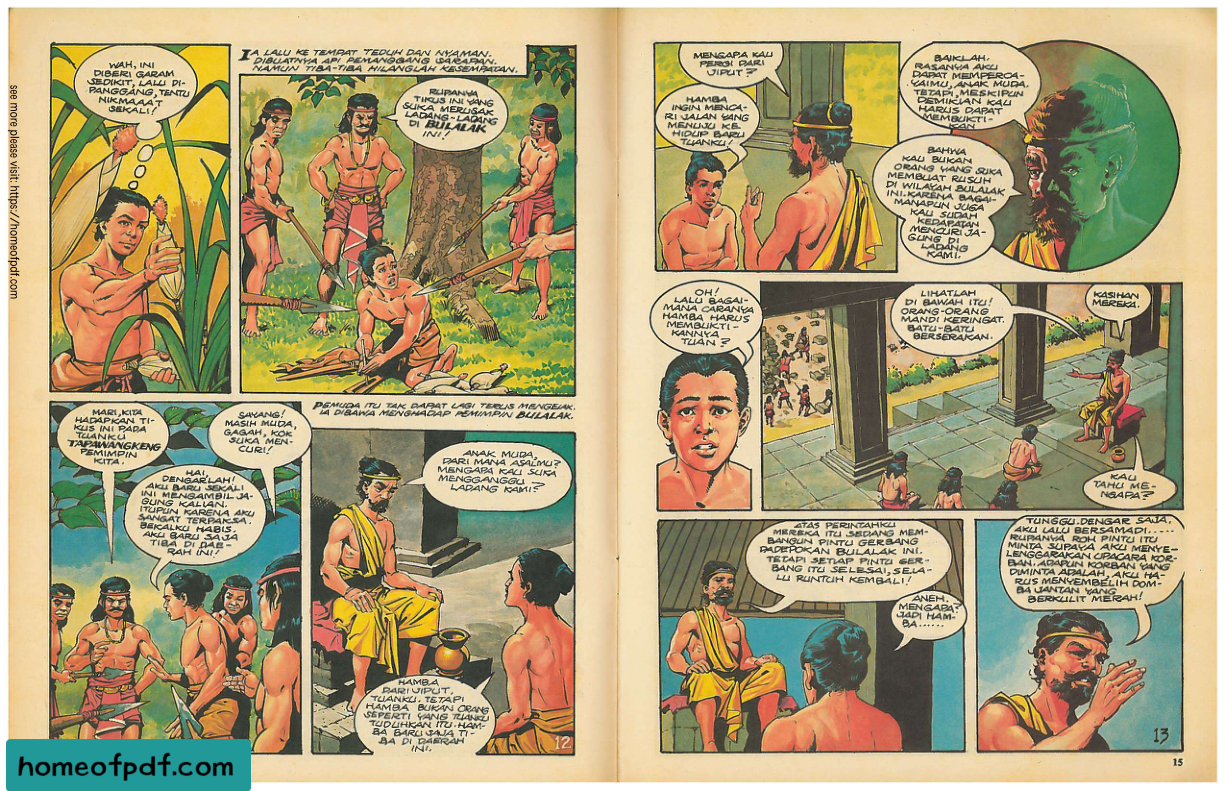 see more please visit: https://homeofpdf.com
WAH, INI
DIBERI GARAM
SEDIKIT, LALU DI-
PANGGANG, TENTU
NIKMAAAT
SEKALI!
IA LALU KE TEMPAT TEDUH DAN NYAMAN.
DIBUATNYA API PEMANGGANG SARAPAN.
NAMUN TIBA-TIBA HILANGLAH KESEMPATAN.
RUPANYA
TIKUS INI YANG
SUKA MERUSAK
LADANG-LADANG
DI BULALAK
INI!
MARI, KITA
HADAPKAN TI-
KUS INI PADA
TUANKU
TAPAWANGKENG
PEMIMPIN
KITA.
SAYANG!
MASIH MUDA,
GAGAH, KOK
SUKA MEN-
CURI!
HAI,
DENGARLAH!
AKU BARU SEKALI
INI MENGAMBIL JA-
GUNG KALIAN.
ITUPUN KARENA AKU
SANGAT TERPAKSA.
BEKALKU HABIS.
AKU BARU SAJA
TIBA DI DAE-
RAH INI!
PEMUDA ITU TAK DAPAT LAGI TERUS MENGELAK.
IA DIBAWA MENGHADAP PEMIMPIN BULALAK.
ANAK MUDA,
DARI MANA ASALMU?
MENGAPA KAU SUKA
MENGGANGGU
LADANG KAMI?
HAMBA
DARI UIPUT,
TUANKU. TETAPI
HAMBA BUKAN ORANG
SEPERTI YANG TUANKU
TUDUHKAN ITU. HAM-
BA BARU SAJA TI-
BA DI DAERAH
INI.
12
homeofpdf.com
MENGAPA KAU
PERGI DARI
UIPUT?
HAMBA
INGIN MENCA-
RI JALAN YANG
MENUJU KE
HIDUP BARU
TUANKU!
BAIKLAH.
RASANYA AKU
DAPAT MEMPERCA-
YAIMU, ANAK MUDA.
TETAPI, MESKIPUN
DEMIKIAN KAU
HARUS DAPAT
MEMBUKTI-
KAN
BAHWA
KAU BUKAN
ORANG YANG SUKA
MEMBUAT RUSUH
DI WILAYAH BULALAK
INI. KARENA BAGAI-
MANAPUN JUGA
KAU SUDAH
KEDAPATAN
MENCURI JA-
GUNG DI
LADANG
KAMI.
OH!
LALU BAGAI-
MANA CARANYA
HAMBA HARUS
MEMBUKTI-
KANNYA
TUAN?
LIHATLAH
DI BAWAH ITU!
ORANG-ORANG
MANDI KERINGAT.
BATU-BATU
BERSERAKAN.
KASIHAN
MEREKA.
KAU
TAHU ME-
NGAPA?
ATAS PERINTAHKU
MEREKA ITU SEDANG MEM-
BANGUN PINTU GERBANG
PADEPOKAN BULALAK INI.
TETAPI SETIAP PINTU GER-
BANG ITU SELESAI, SELA-
LU RUNTUH KEMBALI!
ANEH.
MENGAPA?
JADI HAM-
BA......
TUNGGU. DENGAR SAJA,
AKU LALU BERSAMADI.....
RUPANYA ROH PINTU ITU
MINTA SUPAYA AKU MENYE-
LENGGARAKAN UPACARA KOR-
BAN. ADAPUN KORBAN YANG
DIMINTA ADALAH, AKU HA-
RUS MENYEMBELIH DOM-
BA JANTAN YANG
BERKULIT MERAH!
13
15